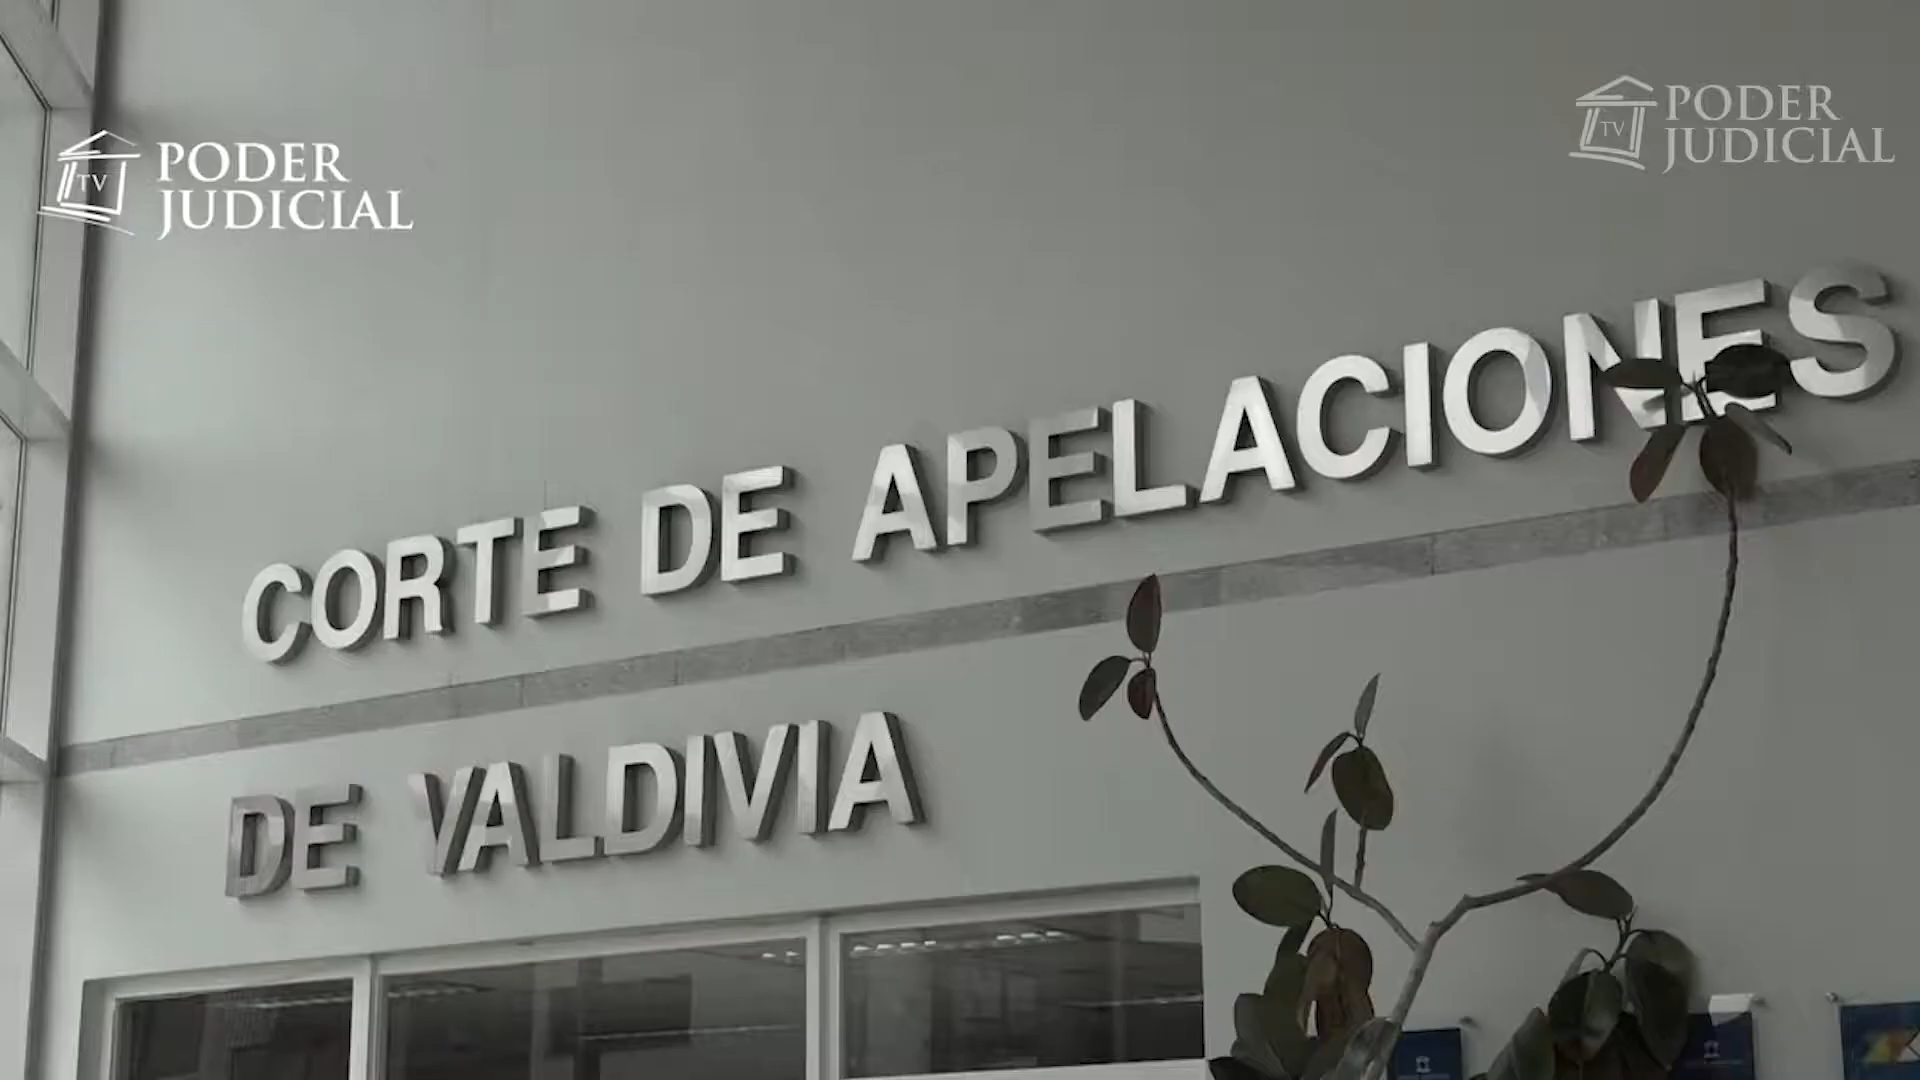 TV
PODER
JUDICIAL
TV
PODER
JUDICIAL
CORTE DE APELACIONES
DE VALDIVIA